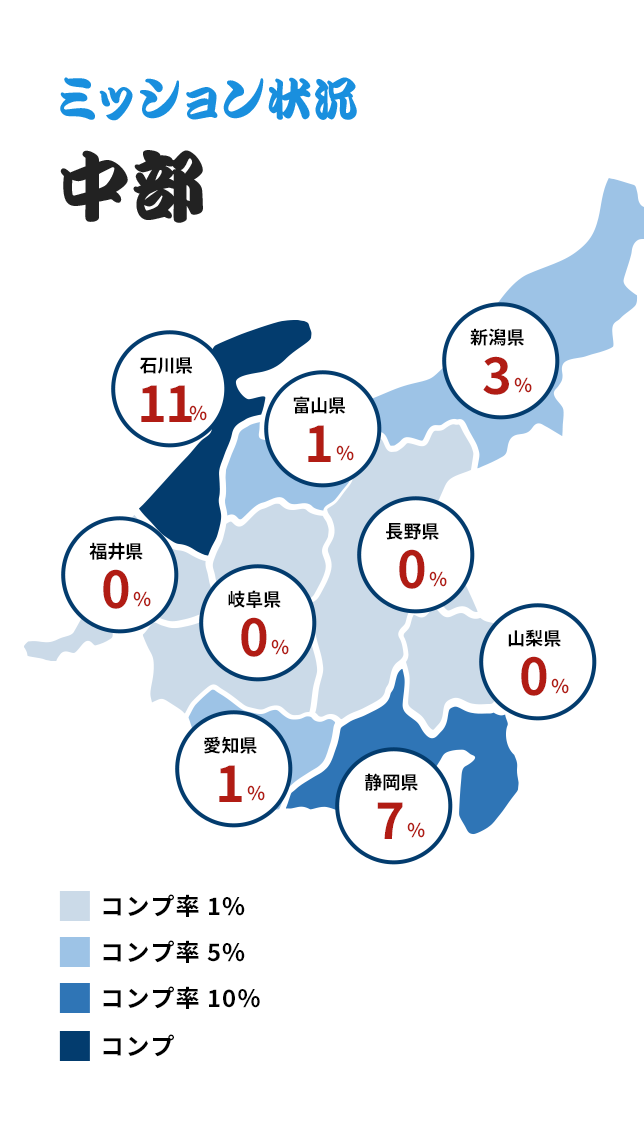 ミッション状況
中部
新潟県
3%
石川県
11%
富山県
1%
長野県
0%
福井県
0%
岐阜県
0%
山梨県
0%
愛知県
1%
静岡県
7%
コンプ率 1%
コンプ率 5%
コンプ率 10%
コンプ